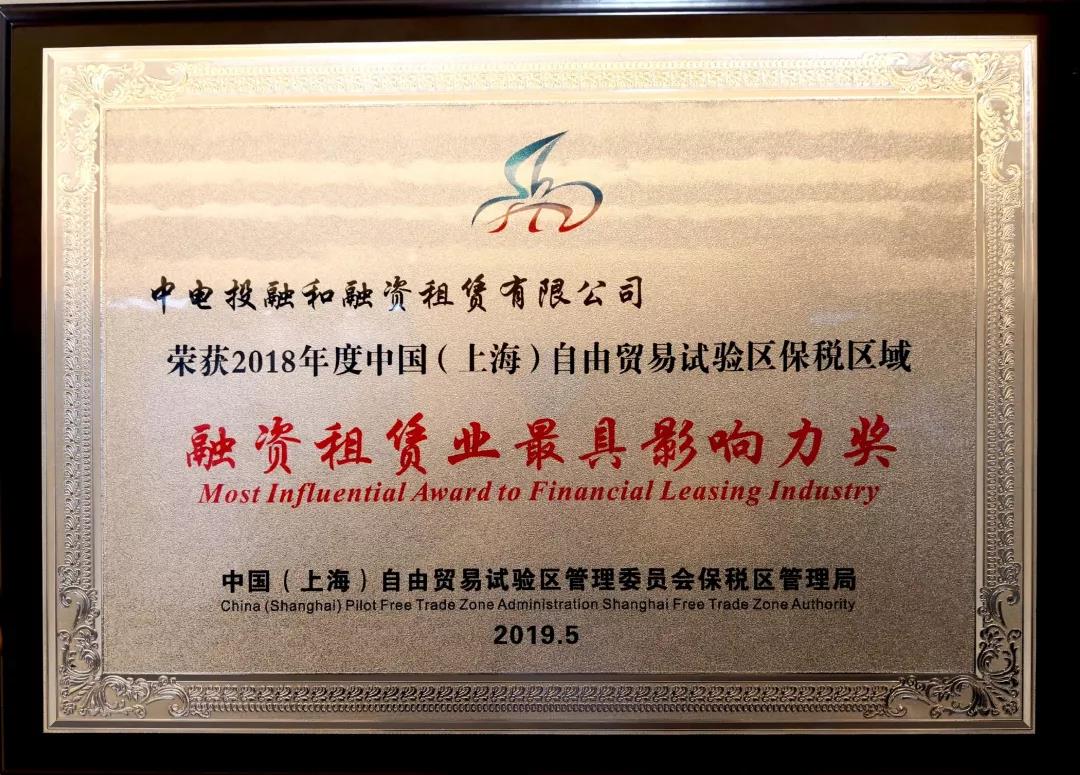 中电投融和融资租赁有限公司
荣获2018年度中国（上海）自由贸易试验区保税区域
融资租赁业最具影响力奖
Most Influential Award to Financial Leasing Industry
中国（上海）自由贸易试验区管理委员会保税区管理局
China (Shanghai) Pilot Free Trade Zone Administration Shanghai Free Trade Zone Authority
2019.5